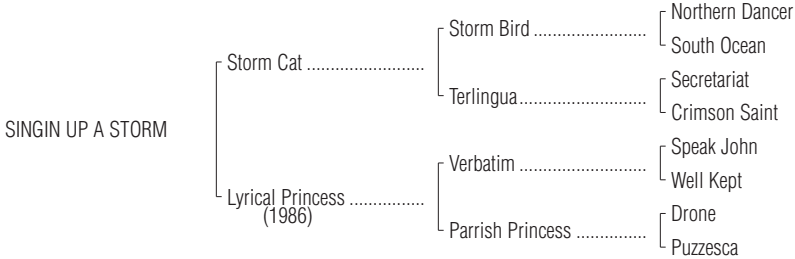 Northern Dancer
Storm Bird ........................
South Ocean
Storm Cat .........................
Secretariat
Terlingua...........................
Crimson Saint
SINGIN UP A STORM
Speak John
Verbatim ...........................
Well Kept
Lyrical Princess ................
(1986)
Drone
Parrish Princess ...............
Puzzesca